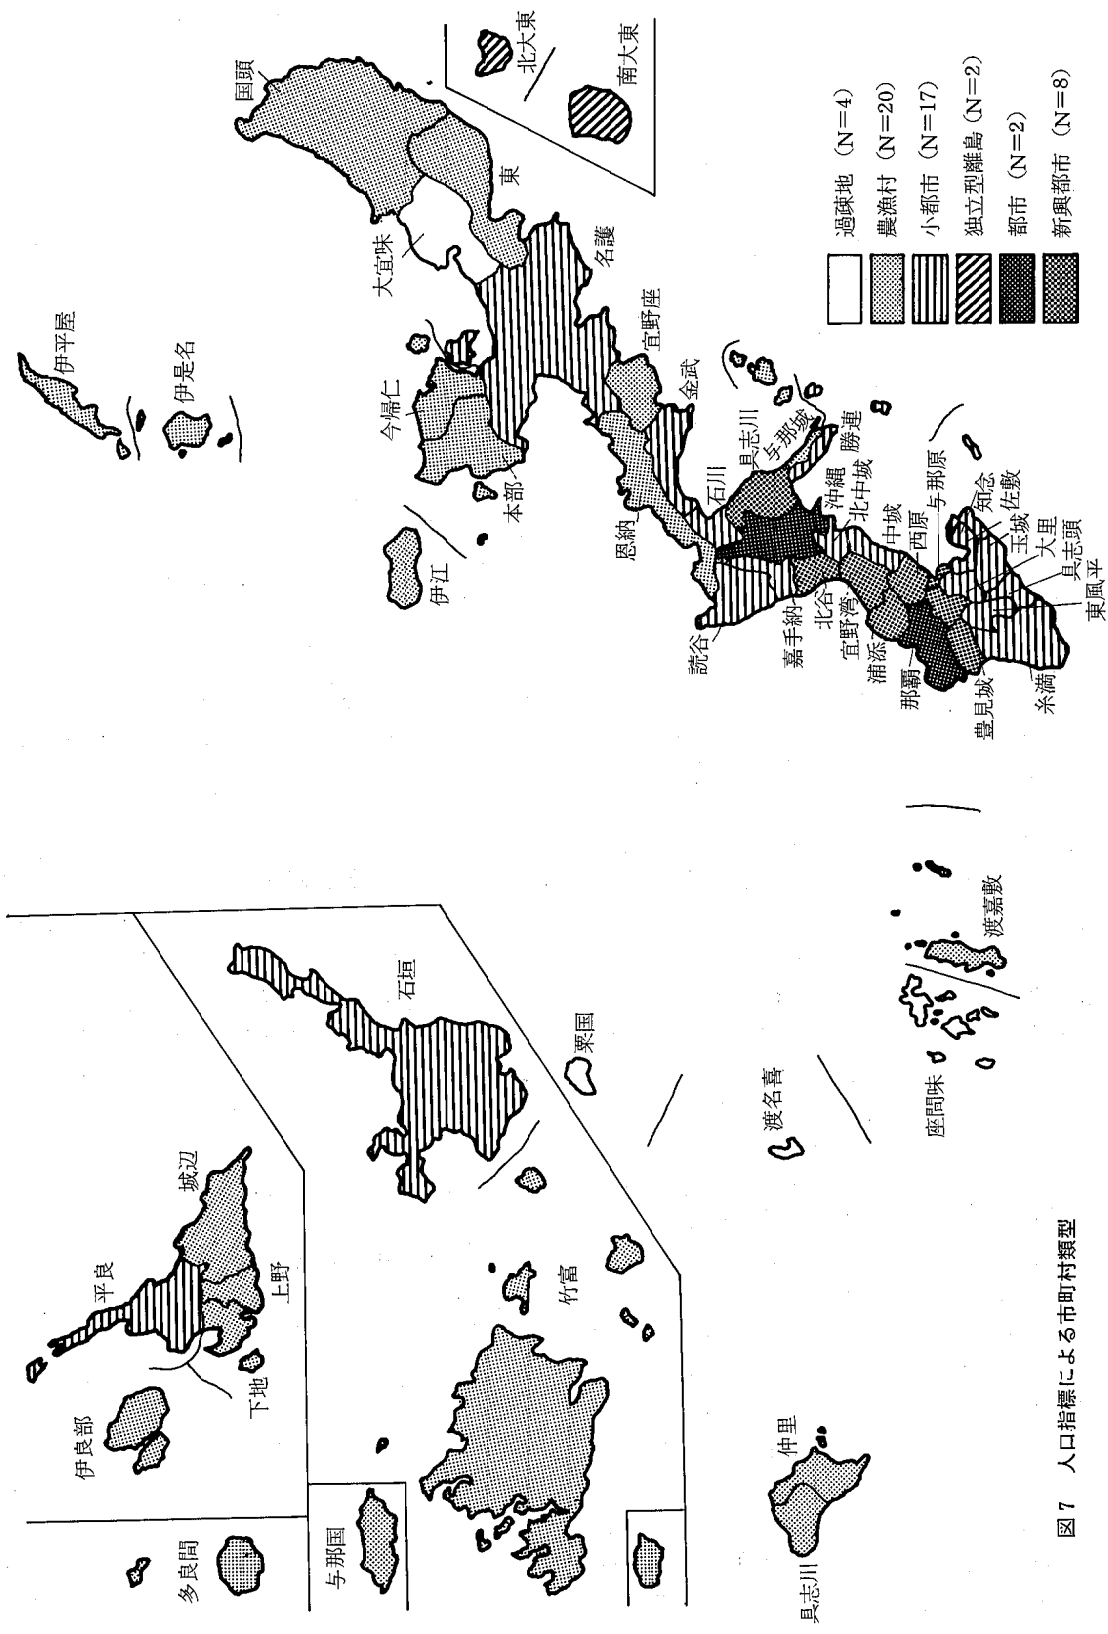 国頭
北大東
南大東
東
大宜味
名護
伊平屋
伊是名
今帰仁
本部
伊江
宜野座
金武
恩納
石川
具志川
与那城
勝連
沖縄
北中城
中城
西原
与那原
知念
佐敷
玉城
大里
具志頭
東風平
読谷
嘉手納
北谷
宜野湾
浦添
那覇
豊見城
糸満
過疎地（N＝4）
農漁村（N＝20）
小都市（N＝17）
独立型離島（N＝2）
都市（N＝2）
新興都市（N＝8）
石垣
粟国
渡名喜
渡嘉敷
座間味
城辺
平良
上野
下地
伊良部
多良間
与那国
竹富
仲里
具志川
図7 人口指標による市町村類型